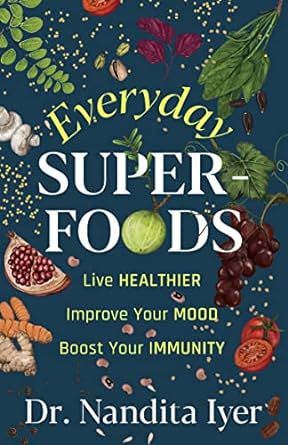 Everyday
SUPER-
FOODS
Live HEALTHIER
Improve Your MOOD
Boost Your IMMUNITY
Dr. Nandita Iyer